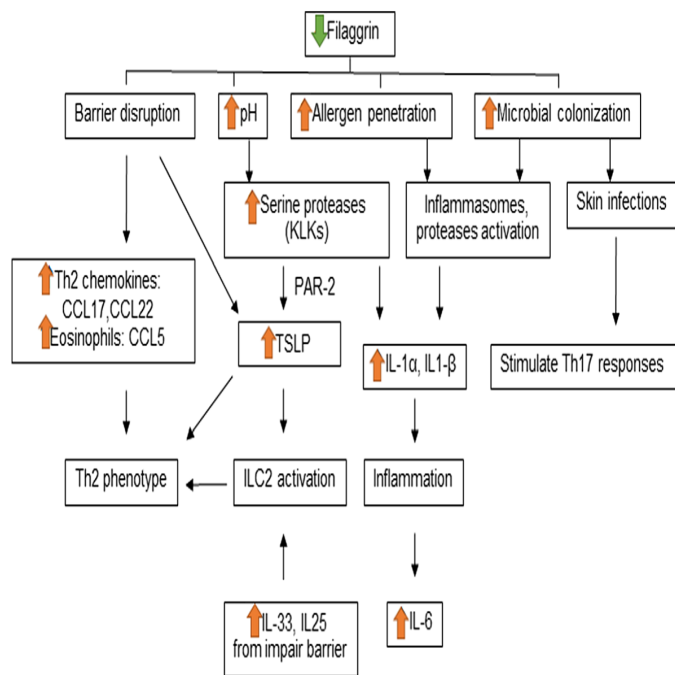 Filaggrin
Barrier disruption
pH
Allergen penetration
Microbial colonization
Serine proteases
(KLKs)
Inflammasomes,
proteases activation
Skin infections
PAR-2
Th2 chemokines:
CCL17,CCL22
Eosinophils: CCL5
TSLP
IL-1α, IL1-β
Stimulate Th17 responses
Th2 phenotype
ILC2 activation
Inflammation
IL-33, IL25
from impair barrier
IL-6